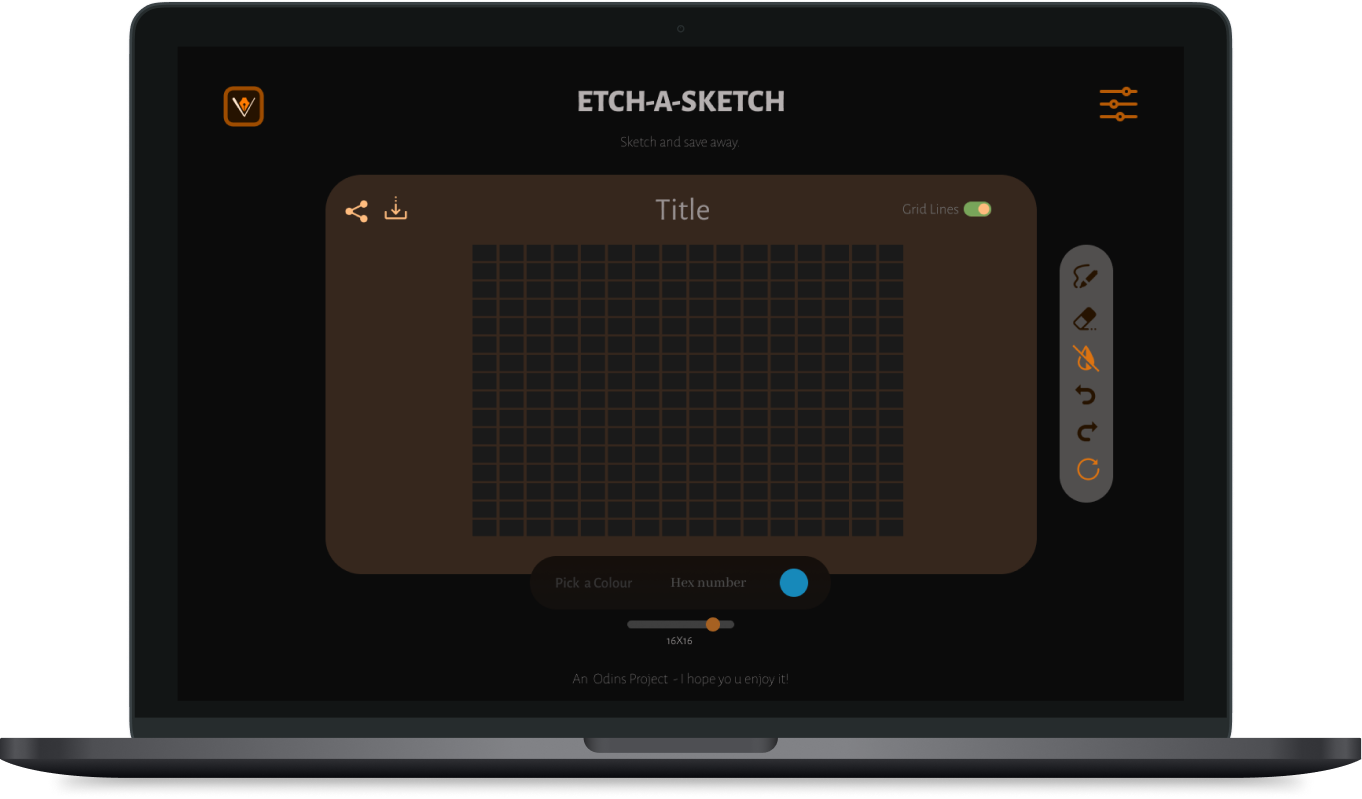 ETCH-A-SKETCH
Sketch and save away.
Title
Grid Lines
Pick a Colour
Hex number
16X16
An Odins Project - I hope yo u enjoy it!